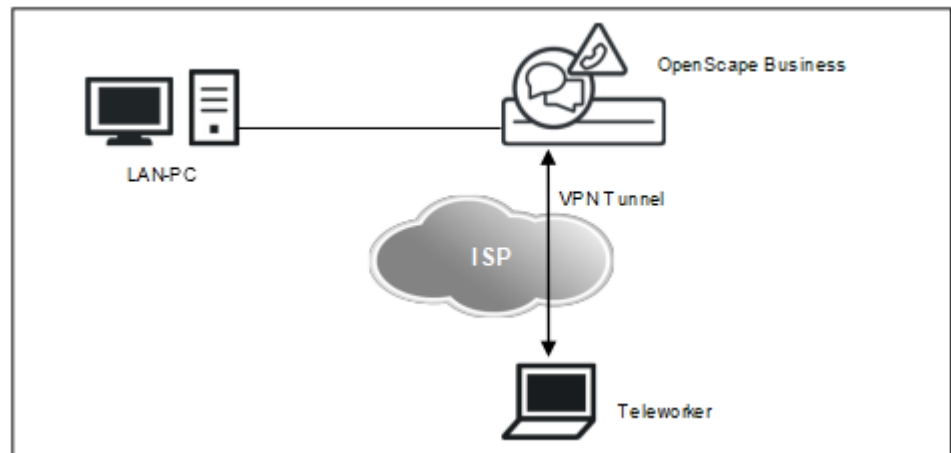 OpenScape Business
LAN-PC
VPN Tunnel
ISP
Teleworker